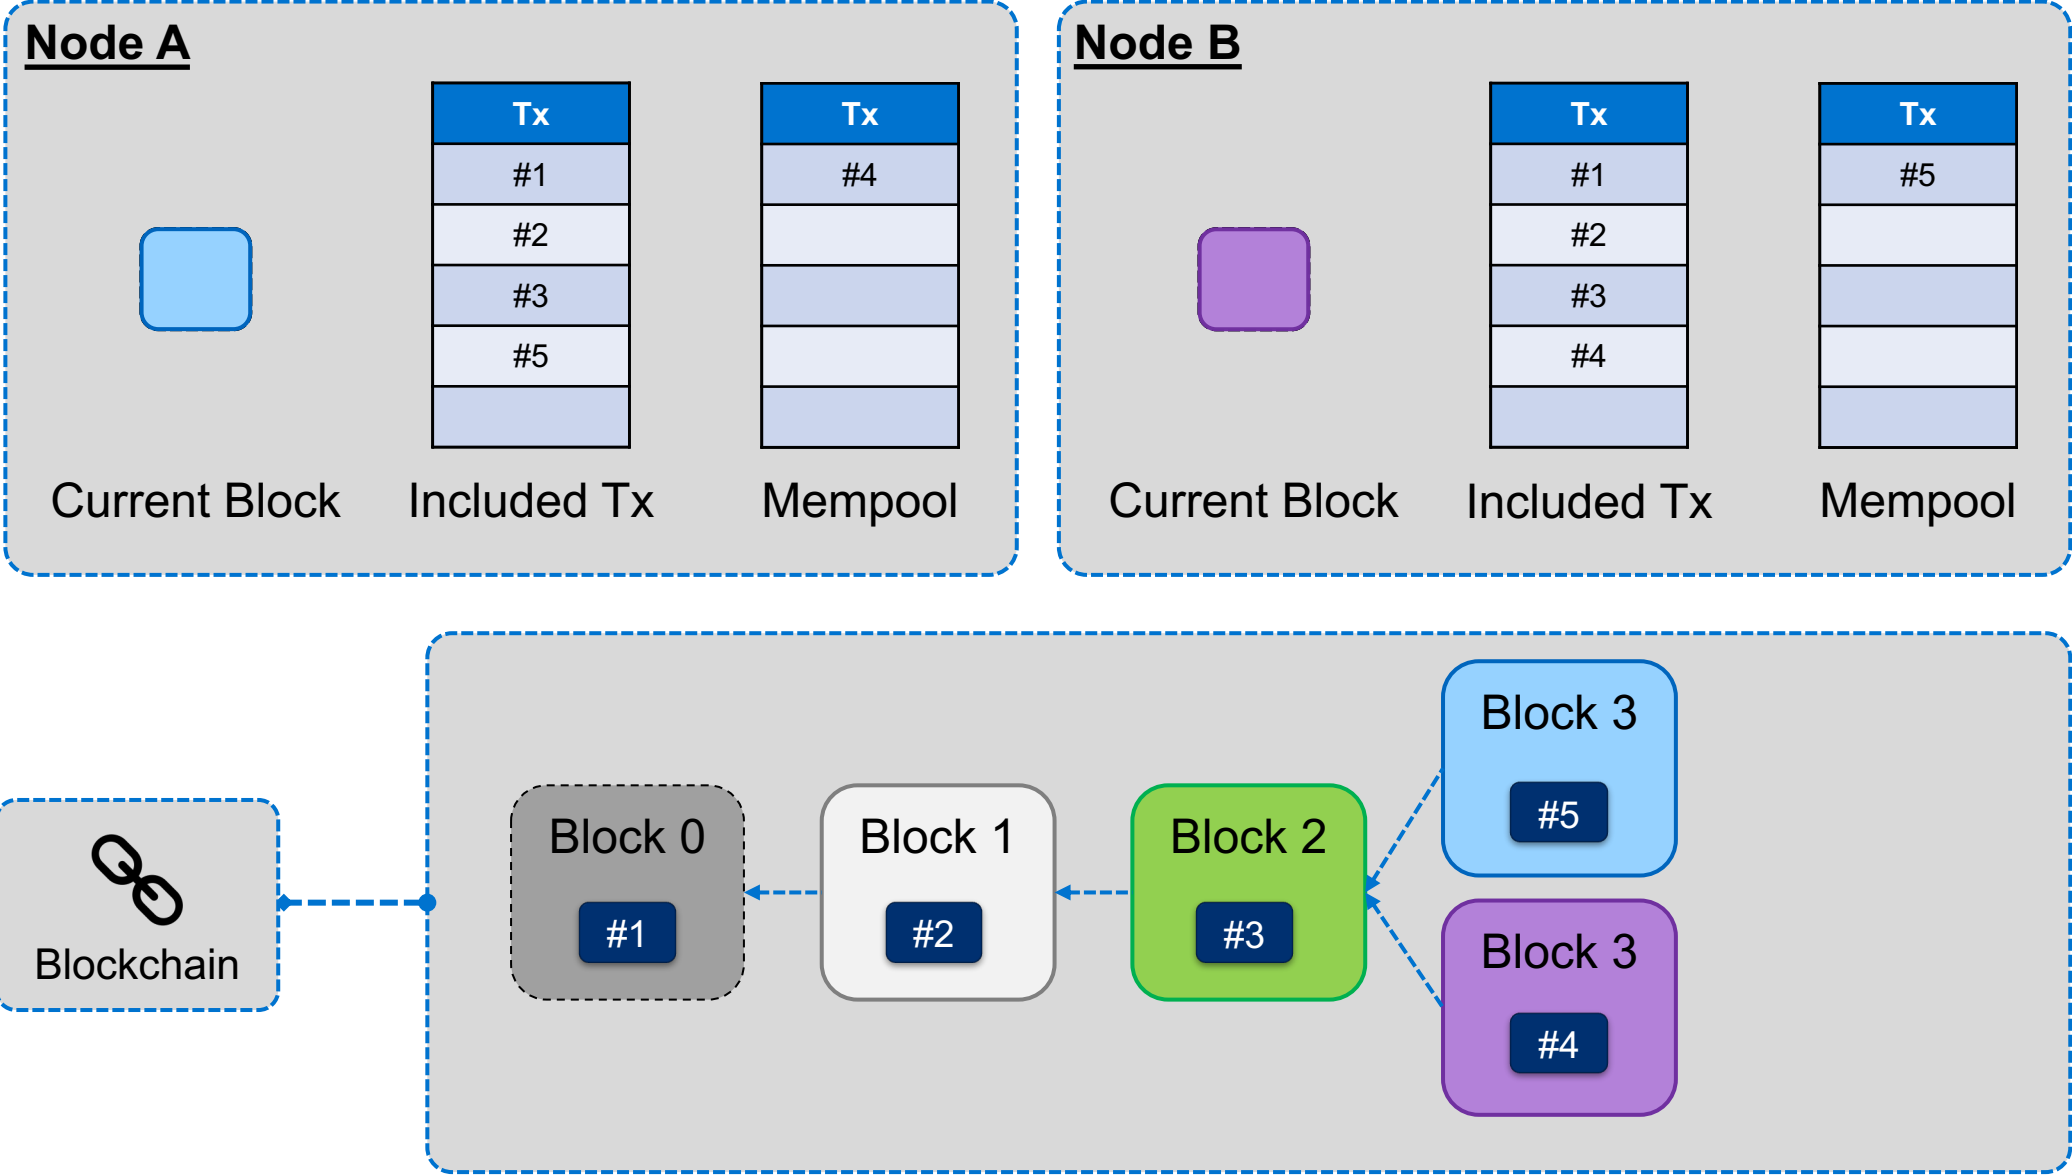 Node A
Tx
#1
#2
#3
#5
Tx
#4
Current Block
Included Tx
Mempool
Node B
Tx
#1
#2
#3
#4
Tx
#5
Current Block
Included Tx
Mempool
Blockchain
Block 0
#1
Block 1
#2
Block 2
#3
Block 3
#5
Block 3
#4